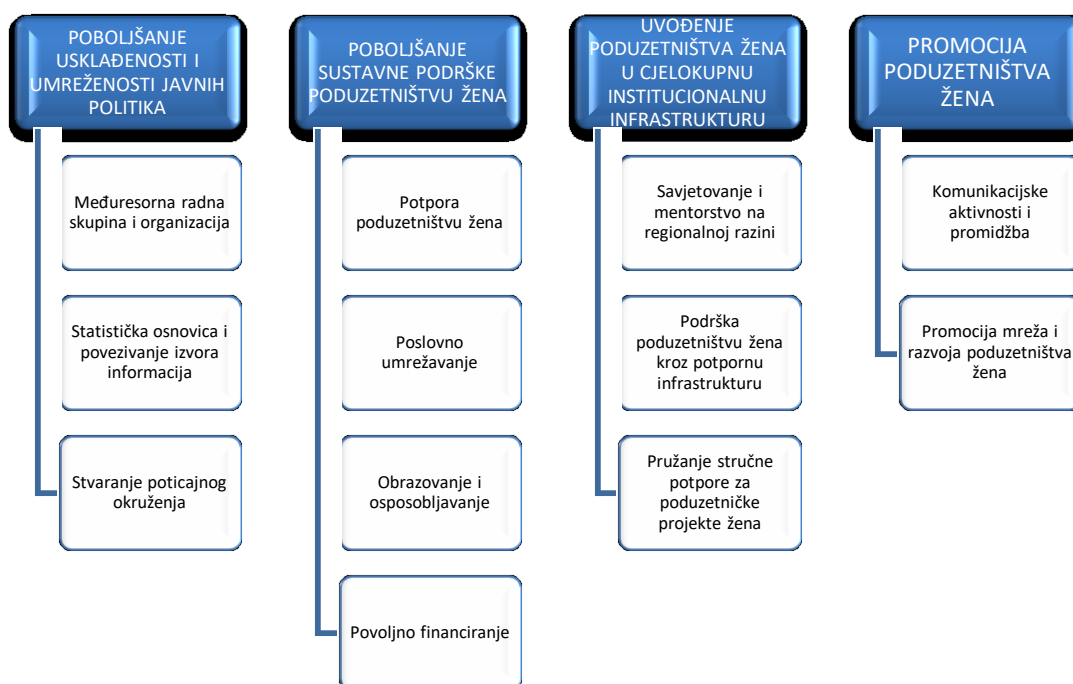 POBOLJŠANJE
USKLAĐENOSTI I
UMREŽENOSTI JAVNIH
POLITIKA
Međuresorna radna
skupina i organizacija
Statistička osnovica i
povezivanje izvora
informacija
Stvaranje poticajnog
okruženja
POBOLJŠANJE
SUSTAVNE PODRŠKE
PODUZETNIŠTVU ŽENA
Potpora
poduzetništvu žena
Poslovno
umrežavanje
Obrazovanje i
osposobljavanje
Povoljno financiranje
UVOĐENJE
PODUZETNIŠTVA ŽENA
U CJELOKUPNU
INSTITUCIONALNU
INFRASTRUKTURU
Savjetovanje i
mentorstvo na
regionalnoj razini
Podrška
poduzetništvu žena
kroz potpornu
infrastrukturu
Pružanje stručne
potpore za
poduzetničke
projekte žena
PROMOCIJA
PODUZETNIŠTVA
ŽENA
Komunikacijske
aktivnosti i
promidžba
Promocija mreža i
razvoja poduzetništva
žena